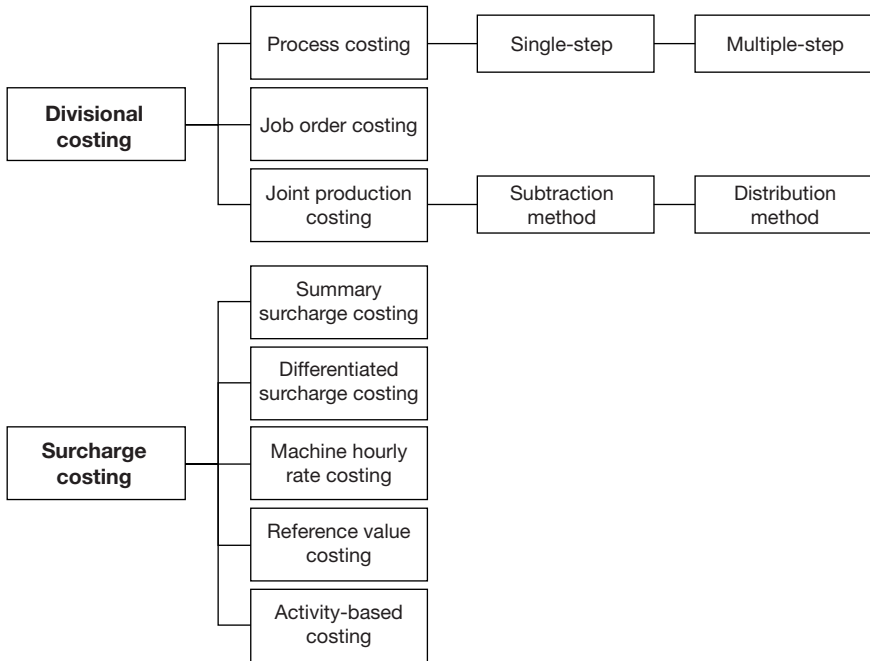 Process costing
Single-step
Multiple-step
Divisional
costing
Job order costing
Joint production
costing
Subtraction
method
Distribution
method
Summary
surcharge costing
Differentiated
surcharge costing
Surcharge
costing
Machine hourly
rate costing
Reference value
costing
Activity-based
costing